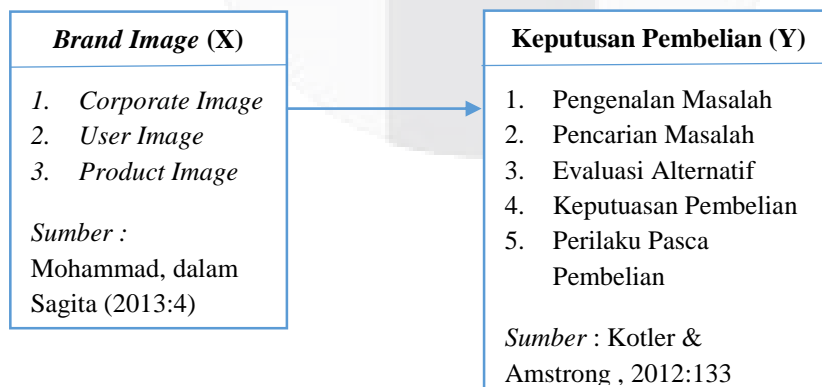 Brand Image (X)
1. Corporate Image
2. User Image
3. Product Image
Sumber :
Mohammad, dalam
Sagita (2013:4)
Keputusan Pembelian (Y)
1. Pengenalan Masalah
2. Pencarian Masalah
3. Evaluasi Alternatif
4. Keputuasan Pembelian
5. Perilaku Pasca
Pembelian
Sumber : Kotler &
Amstrong , 2012:133